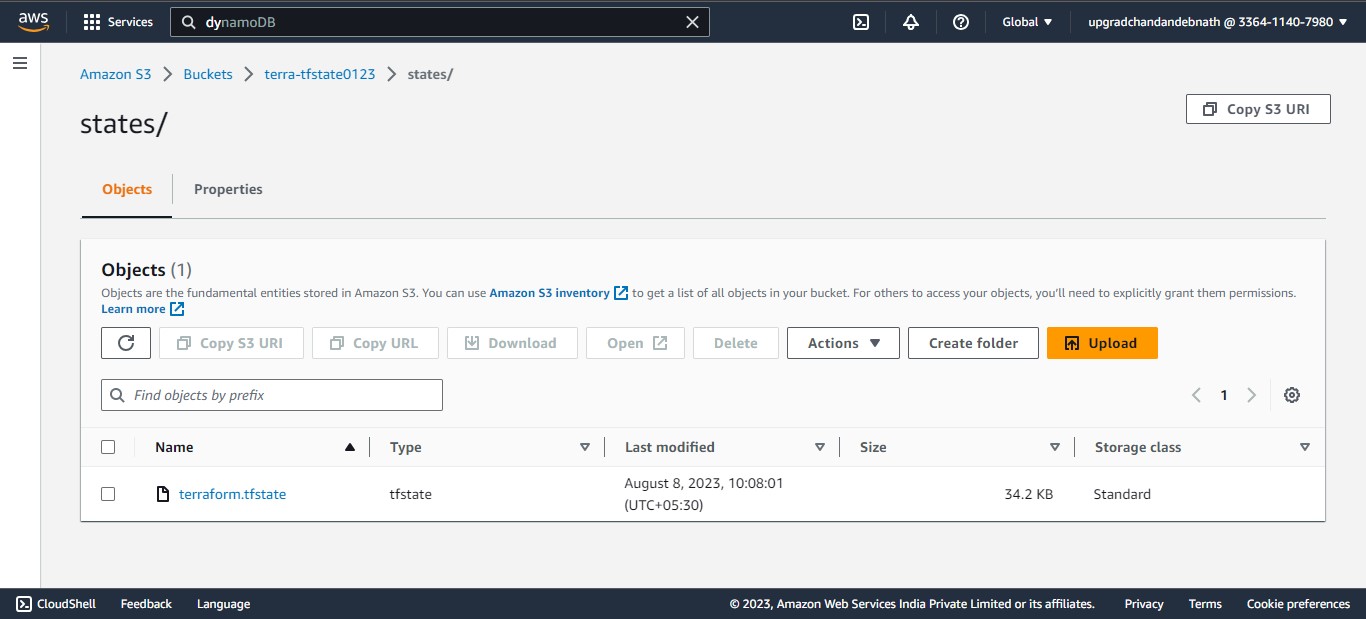 aws Services dynamoDB Global upgradchandandebnath @ 3364-1140-7980
Amazon S3 Buckets terra-tfstate0123 states/
states/
Copy S3 URI
Objects Properties
Objects (1)
Objects are the fundamental entities stored in Amazon S3. You can use Amazon S3 inventory to get a list of all objects in your bucket. For others to access your objects, you'll need to explicitly grant them permissions.
Learn more
Copy S3 URI Copy URL Download Open Delete Actions Create folder Upload
Find objects by prefix 1
Name Type Last modified Size Storage class
terraform.tfstate tfstate August 8, 2023, 10:08:01 34.2 KB Standard
(UTC+05:30)
CloudShell Feedback Language © 2023, Amazon Web Services India Private Limited or its affiliates. Privacy Terms Cookie preferences